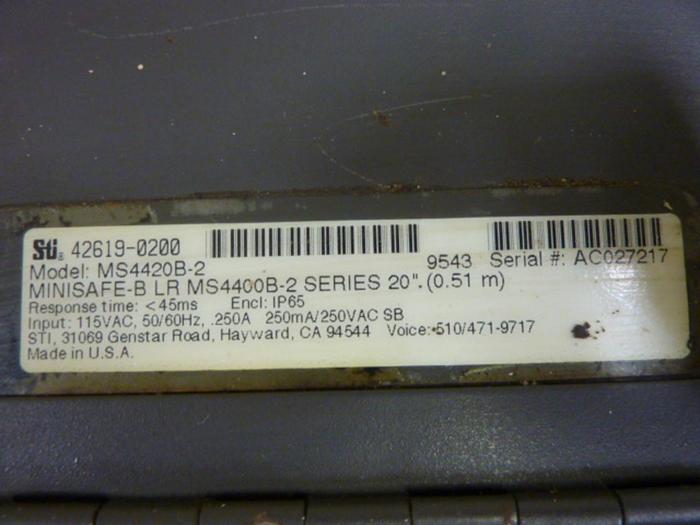 Sti® 42619-0200
Model: MS4420B-2 9543 Serial #: AC027217
MINISAFE-B LR MS4400B-2 SERIES 20". (0.51 m)
Response time: <45ms Encl: IP65
Input: 115VAC, 50/60Hz, .250A 250mA/250VAC SB
STI, 31069 Genstar Road, Hayward, CA 94544 Voice: 510/471-9717
Made in U.S.A.